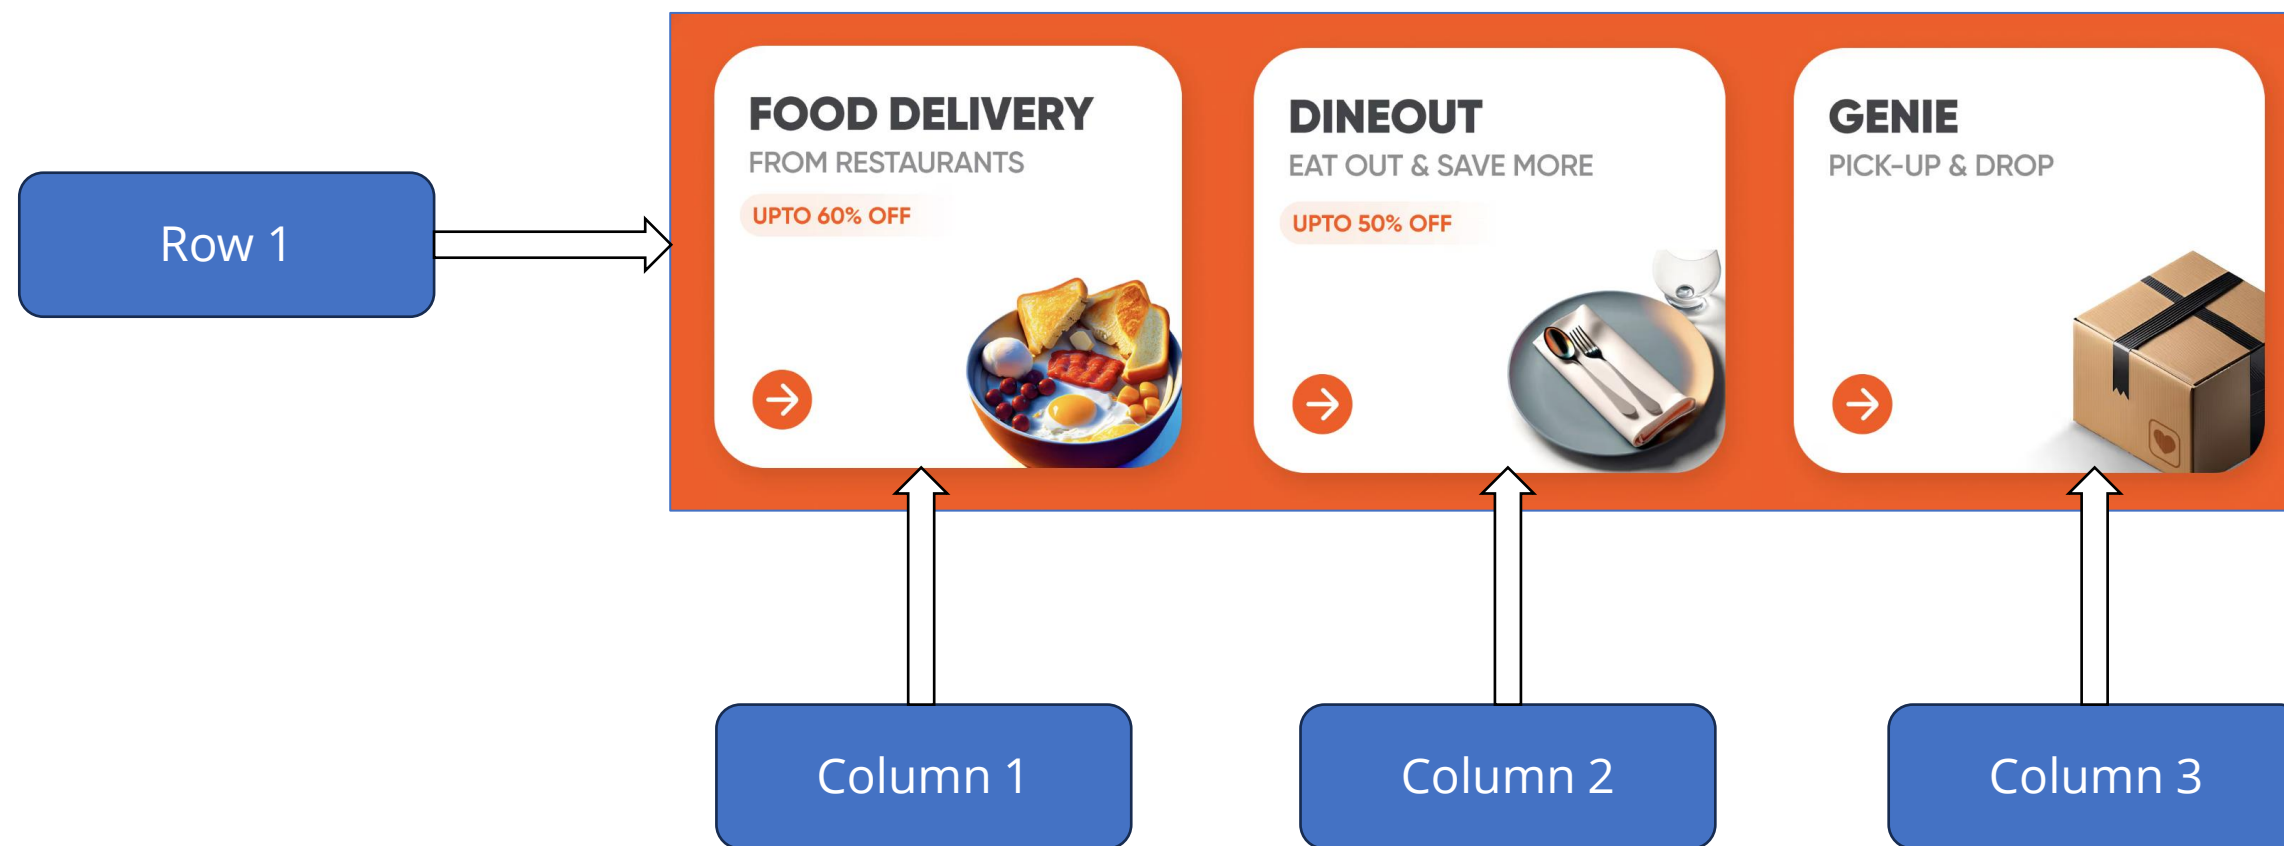 FOOD DELIVERY
FROM RESTAURANTS
UPTO 60% OFF
DINEOUT
EAT OUT & SAVE MORE
UPTO 50% OFF
GENIE
PICK-UP & DROP
Row 1
Column 1
Column 2
Column 3